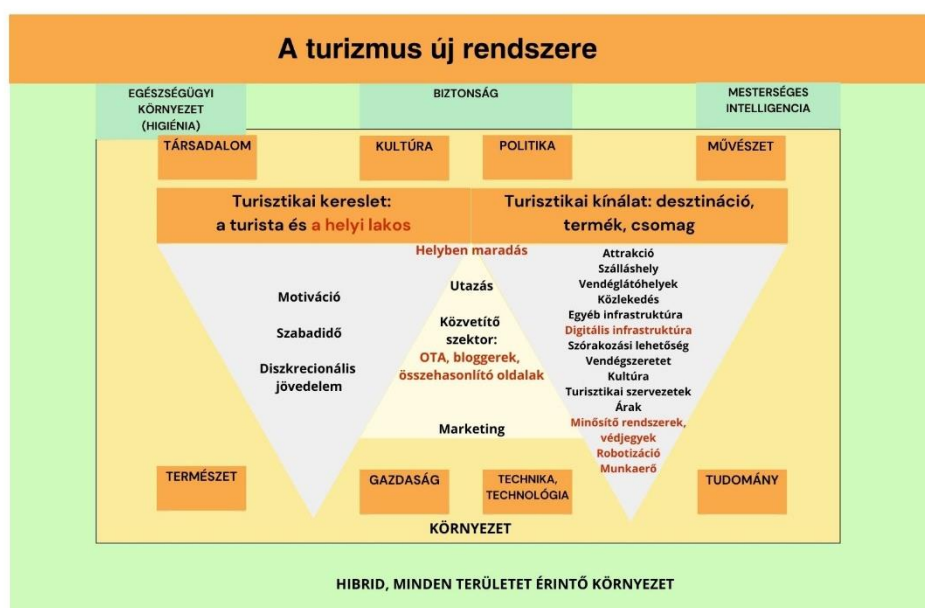 A turizmus új rendszere
EGÉSZSÉGÜGYI
KÖRNYEZET
(HIGIÉNIA)
BIZTONSÁG
MESTERSÉGES
INTELLIGENCIA
TÁRSADALOM
KULTÚRA
POLITIKA
MŰVÉSZET
Turisztikai kereslet:
a turista és a helyi lakos
Turisztikai kínálat: desztináció,
termék, csomag
Motiváció
Szabadidő
Diszkrecionális
jövedelem
Helyben maradás
Utazás
Közvetítő
szektor:
OTA, bloggerek,
összehasonlító oldalak
Marketing
Attrakció
Szálláshely
Vendéglátóhelyek
Közlekedés
Egyéb infrastruktúra
Digitális infrastruktúra
Szórakozási lehetőség
Vendégszeretet
Kultúra
Turisztikai szervezetek
Árak
Minősítő rendszerek,
védjegyek
Robotizáció
Munkaerő
TERMÉSZET
GAZDASÁG
TECHNIKA,
TECHNOLÓGIA
TUDOMÁNY
KÖRNYEZET
HIBRID, MINDEN TERÜLETET ÉRINTŐ KÖRNYEZET